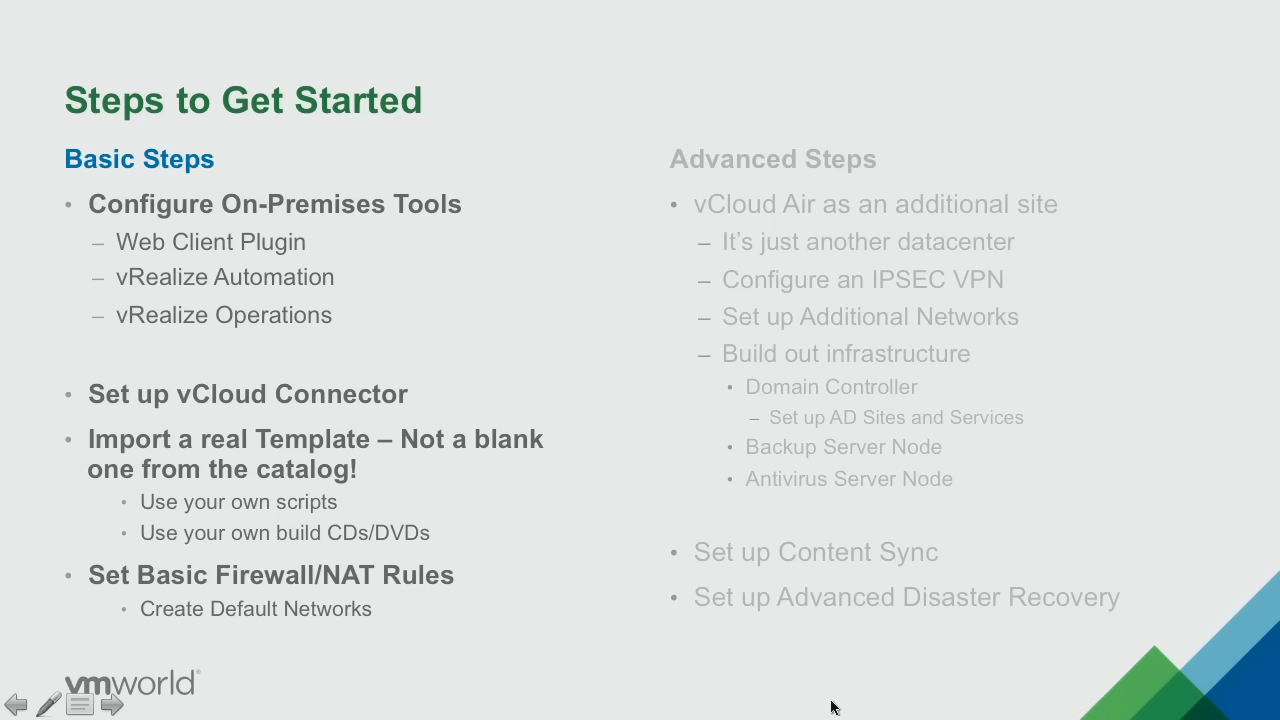 Steps to Get Started
Basic Steps
• Configure On-Premises Tools
– Web Client Plugin
– vRealize Automation
– vRealize Operations
• Set up vCloud Connector
• Import a real Template – Not a blank
one from the catalog!
• Use your own scripts
• Use your own build CDs/DVDs
• Set Basic Firewall/NAT Rules
• Create Default Networks
Advanced Steps
• vCloud Air as an additional site
– It’s just another datacenter
– Configure an IPSEC VPN
– Set up Additional Networks
– Build out infrastructure
• Domain Controller
– Set up AD Sites and Services
• Backup Server Node
• Antivirus Server Node
• Set up Content Sync
• Set up Advanced Disaster Recovery
vmworld®